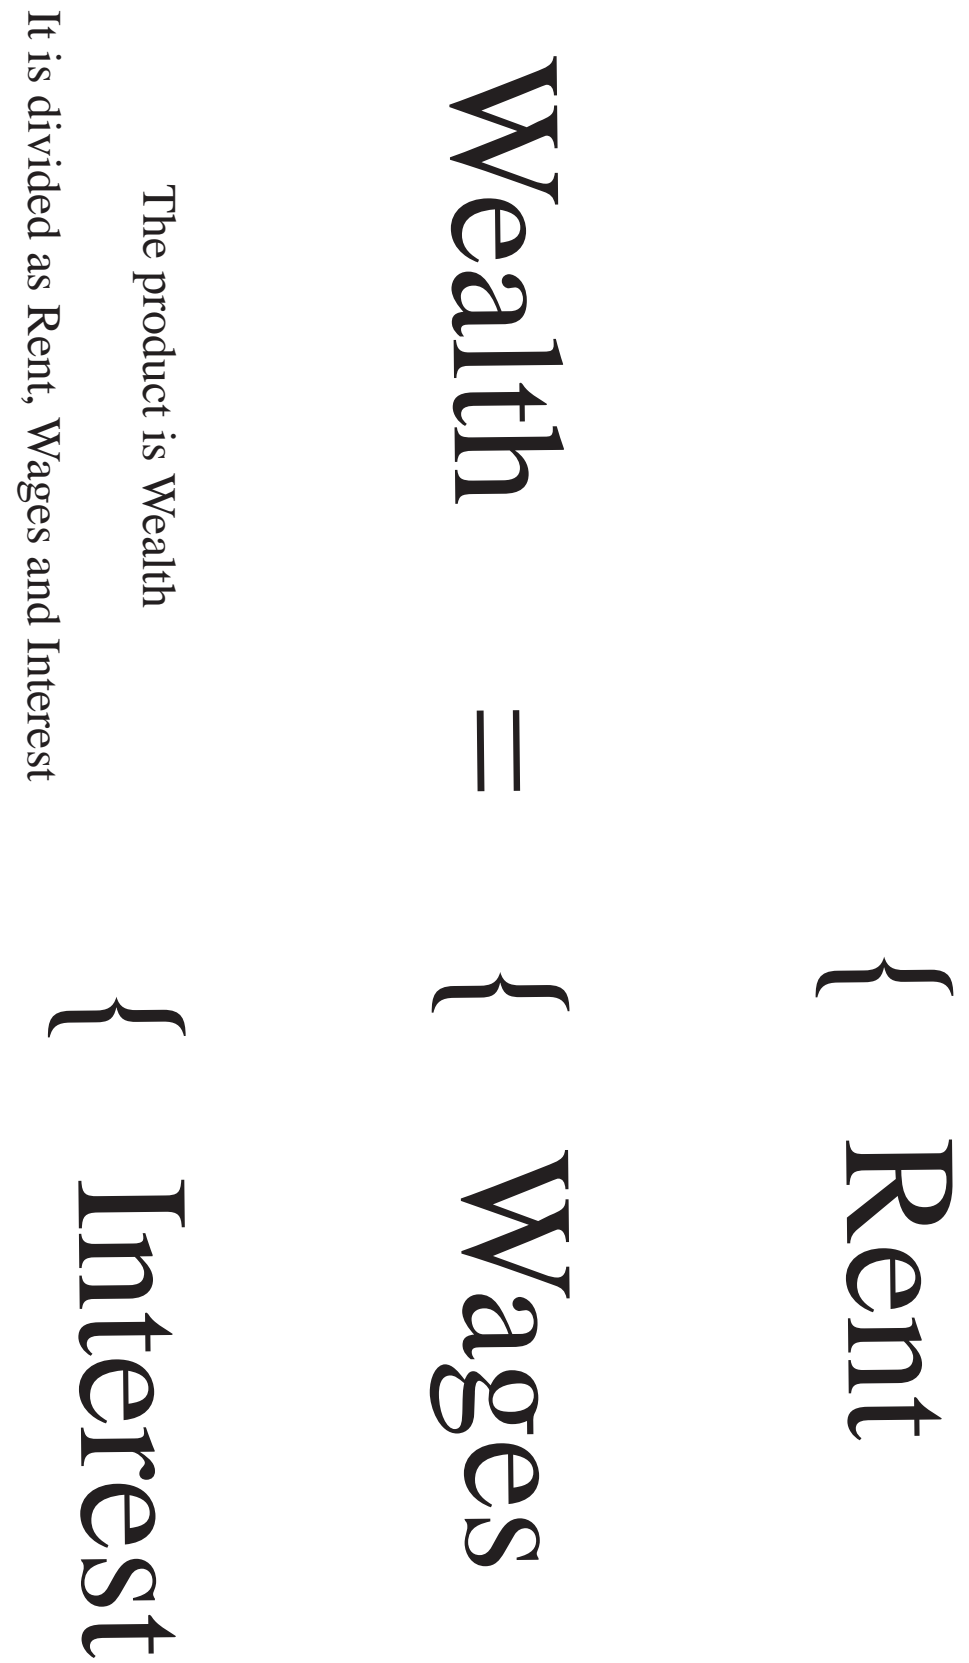 { Rent
Wealth = { Wages
{ Interest
The product is Wealth
It is divided as Rent, Wages and Interest